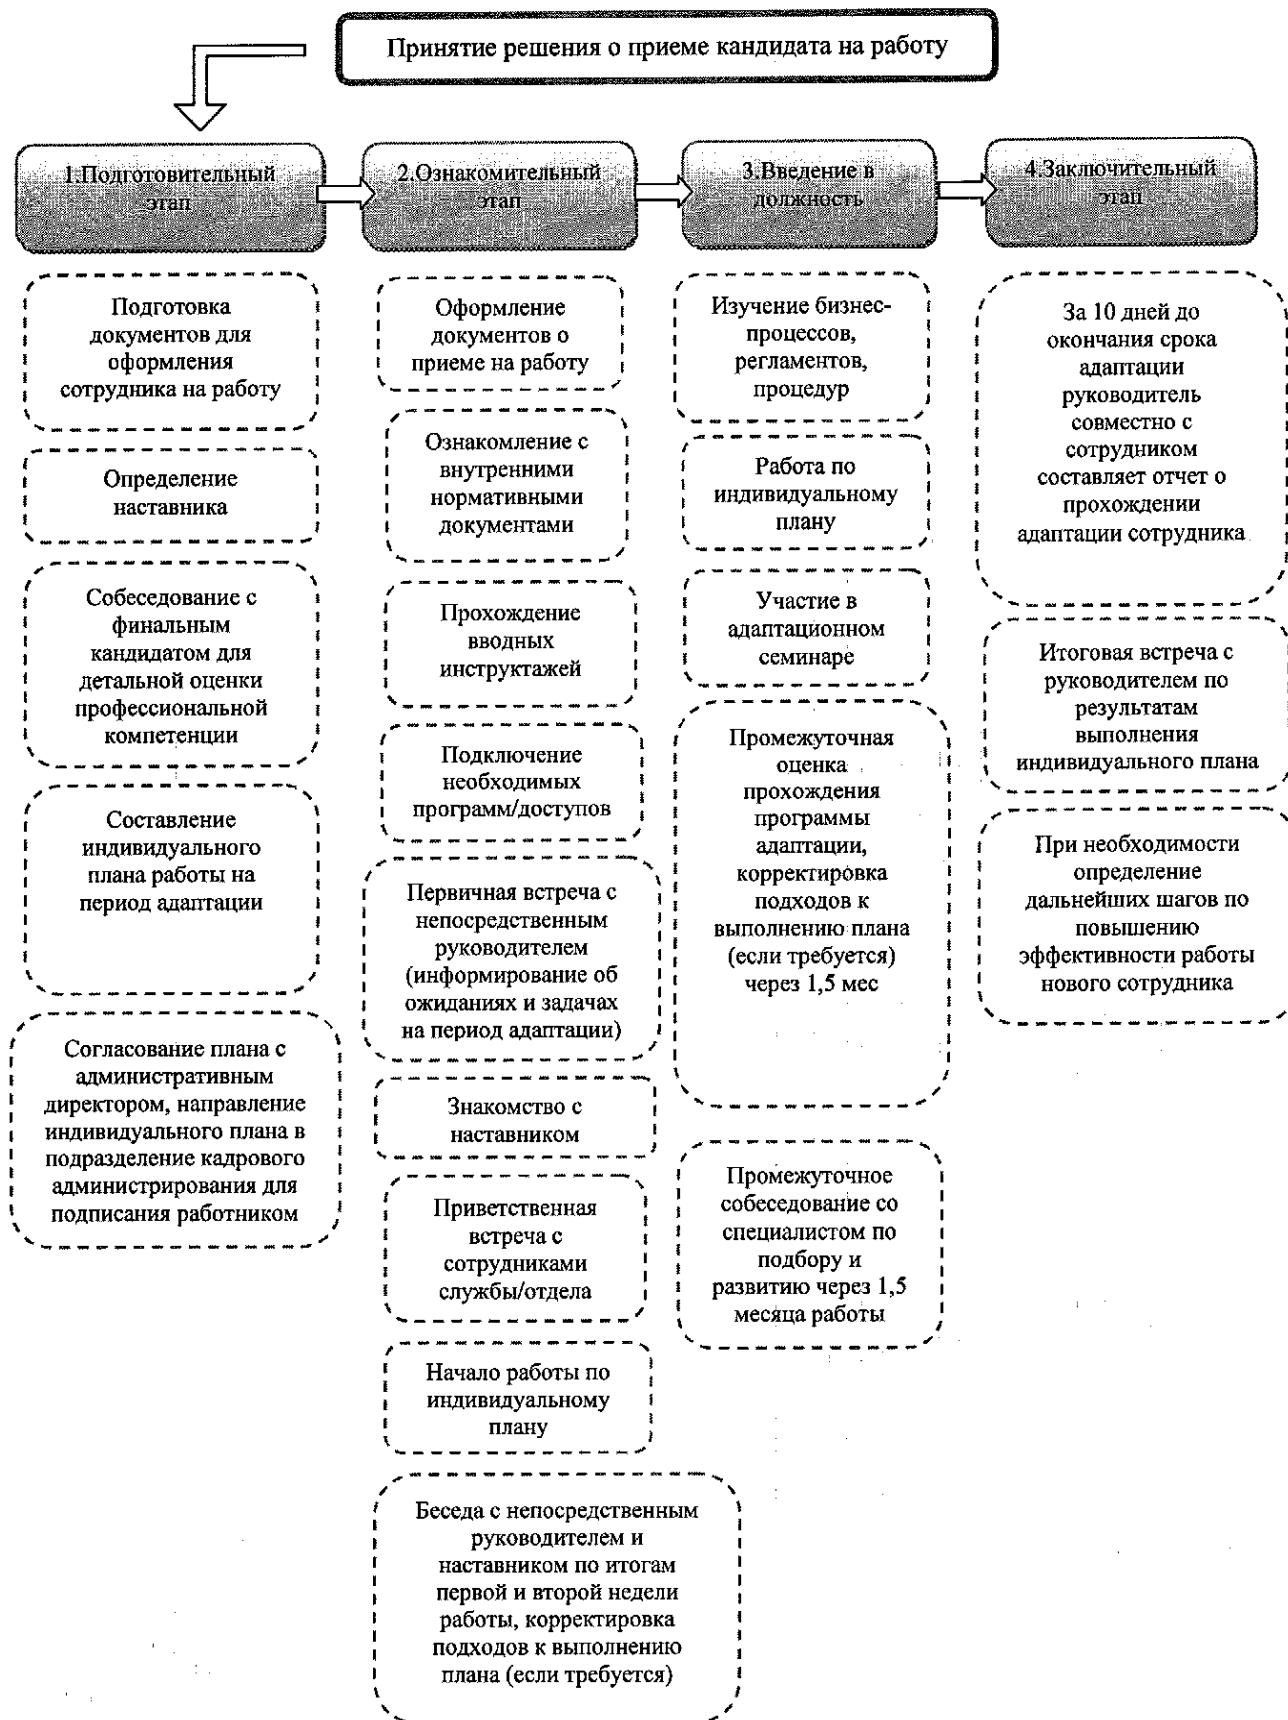 Принятие решения о приеме кандидата на работу
1.Подготовительный
этап
2.Ознакомительный
этап
3.Введение в
должность
4.Заключительный
этап
Подготовка
документов для
оформления
сотрудника на работу
Определение
наставника
Собеседование с
финальным
кандидатом для
детальной оценки
профессиональной
компетенции
Составление
индивидуального
плана работы на
период адаптации
Согласование плана с
административным
директором, направление
индивидуального плана в
подразделение кадрового
администрирования для
подписания работником
Оформление
документов о
приеме на работу
Ознакомление с
внутренними
нормативными
документами
Прохождение
вводных
инструктажей
Подключение
необходимых
программ/доступов
Первичная встреча с
непосредственным
руководителем
(информирование об
ожиданиях и задачах
на период адаптации)
Знакомство с
наставником
Приветственная
встреча с
сотрудниками
службы/отдела
Начало работы по
индивидуальному
плану
Беседа с непосредственным
руководителем и
наставником по итогам
первой и второй недели
работы, корректировка
подходов к выполнению
плана (если требуется)
Изучение бизнес-
процессов,
регламентов,
процедур
Работа по
индивидуальному
плану
Участие в
адаптационном
семинаре
Промежуточная
оценка
прохождения
программы
адаптации,
корректировка
подходов к
выполнению плана
(если требуется)
через 1,5 мес
Промежуточное
собеседование со
специалистом по
подбору и
развитию через 1,5
месяца работы
За 10 дней до
окончания срока
адаптации
руководитель
совместно с
сотрудником
составляет отчет о
прохождении
адаптации сотрудника
Итоговая встреча с
руководителем по
результатам
выполнения
индивидуального плана
При необходимости
определение
дальнейших шагов по
повышению
эффективности работы
нового сотрудника